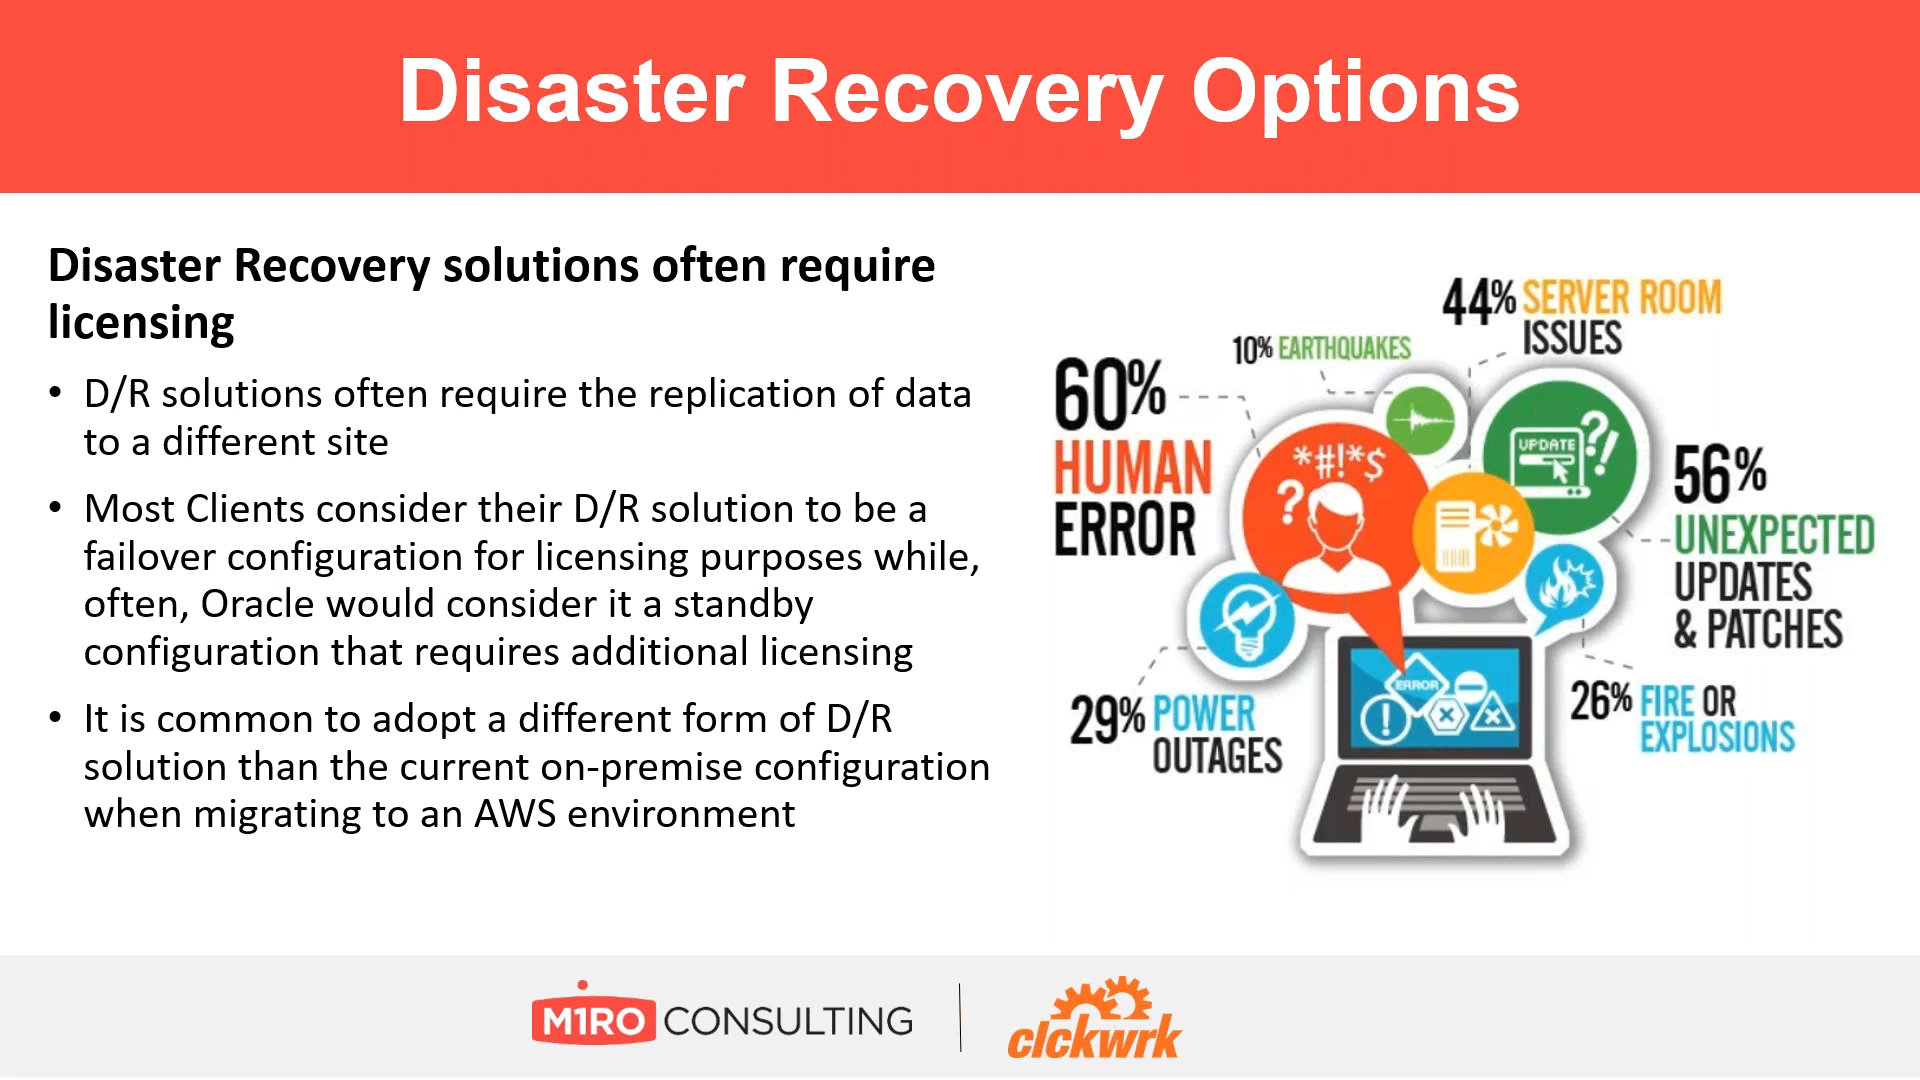 Disaster Recovery Options
Disaster Recovery solutions often require
licensing
• D/R solutions often require the replication of data
to a different site
• Most Clients consider their D/R solution to be a
failover configuration for licensing purposes while,
often, Oracle would consider it a standby
configuration that requires additional licensing
• It is common to adopt a different form of D/R
solution than the current on-premise configuration
when migrating to an AWS environment
44% SERVER ROOM
ISSUES
10% EARTHQUAKES
60%
HUMAN
ERROR
*#!*$
?
UPDATE
?!
56%
UNEXPECTED
UPDATES
& PATCHES
29% POWER
OUTAGES
ERROR
!
26% FIRE OR
EXPLOSIONS
M1RO CONSULTING
clckwrk